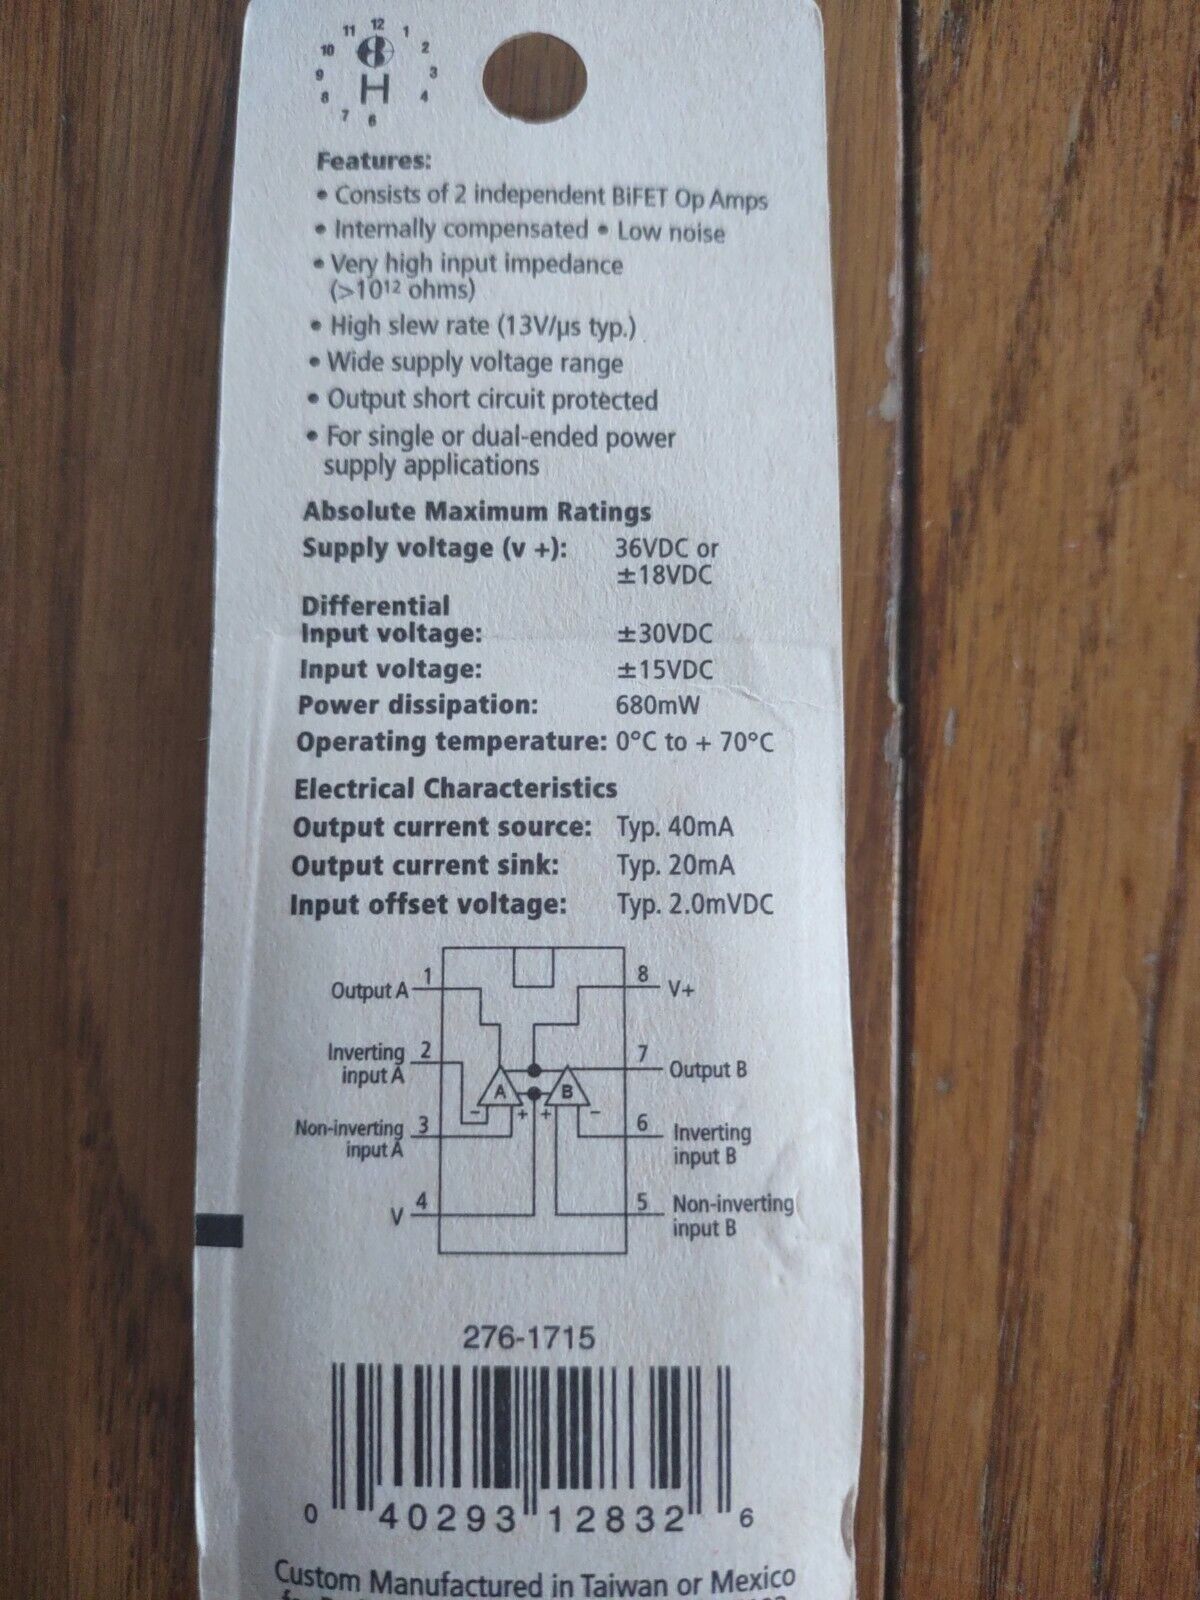 12
11 1
10 2
9 3
8 H 4
7 6
Features:
• Consists of 2 independent BiFET Op Amps
• Internally compensated • Low noise
• Very high input impedance
(>10¹² ohms)
• High slew rate (13V/µs typ.)
• Wide supply voltage range
• Output short circuit protected
• For single or dual-ended power
supply applications
Absolute Maximum Ratings
Supply voltage (v +): 36VDC or
±18VDC
Differential
Input voltage: ±30VDC
Input voltage: ±15VDC
Power dissipation: 680mW
Operating temperature: 0°C to + 70°C
Electrical Characteristics
Output current source: Typ. 40mA
Output current sink: Typ. 20mA
Input offset voltage: Typ. 2.0mVDC
Output A 1 8 V+
Inverting 2 7 Output B
input A
A B
− + + −
Non-inverting 3 6 Inverting
input A input B
V 4 5 Non-inverting
input B
276-1715
0 40293 12832 6
Custom Manufactured in Taiwan or Mexico